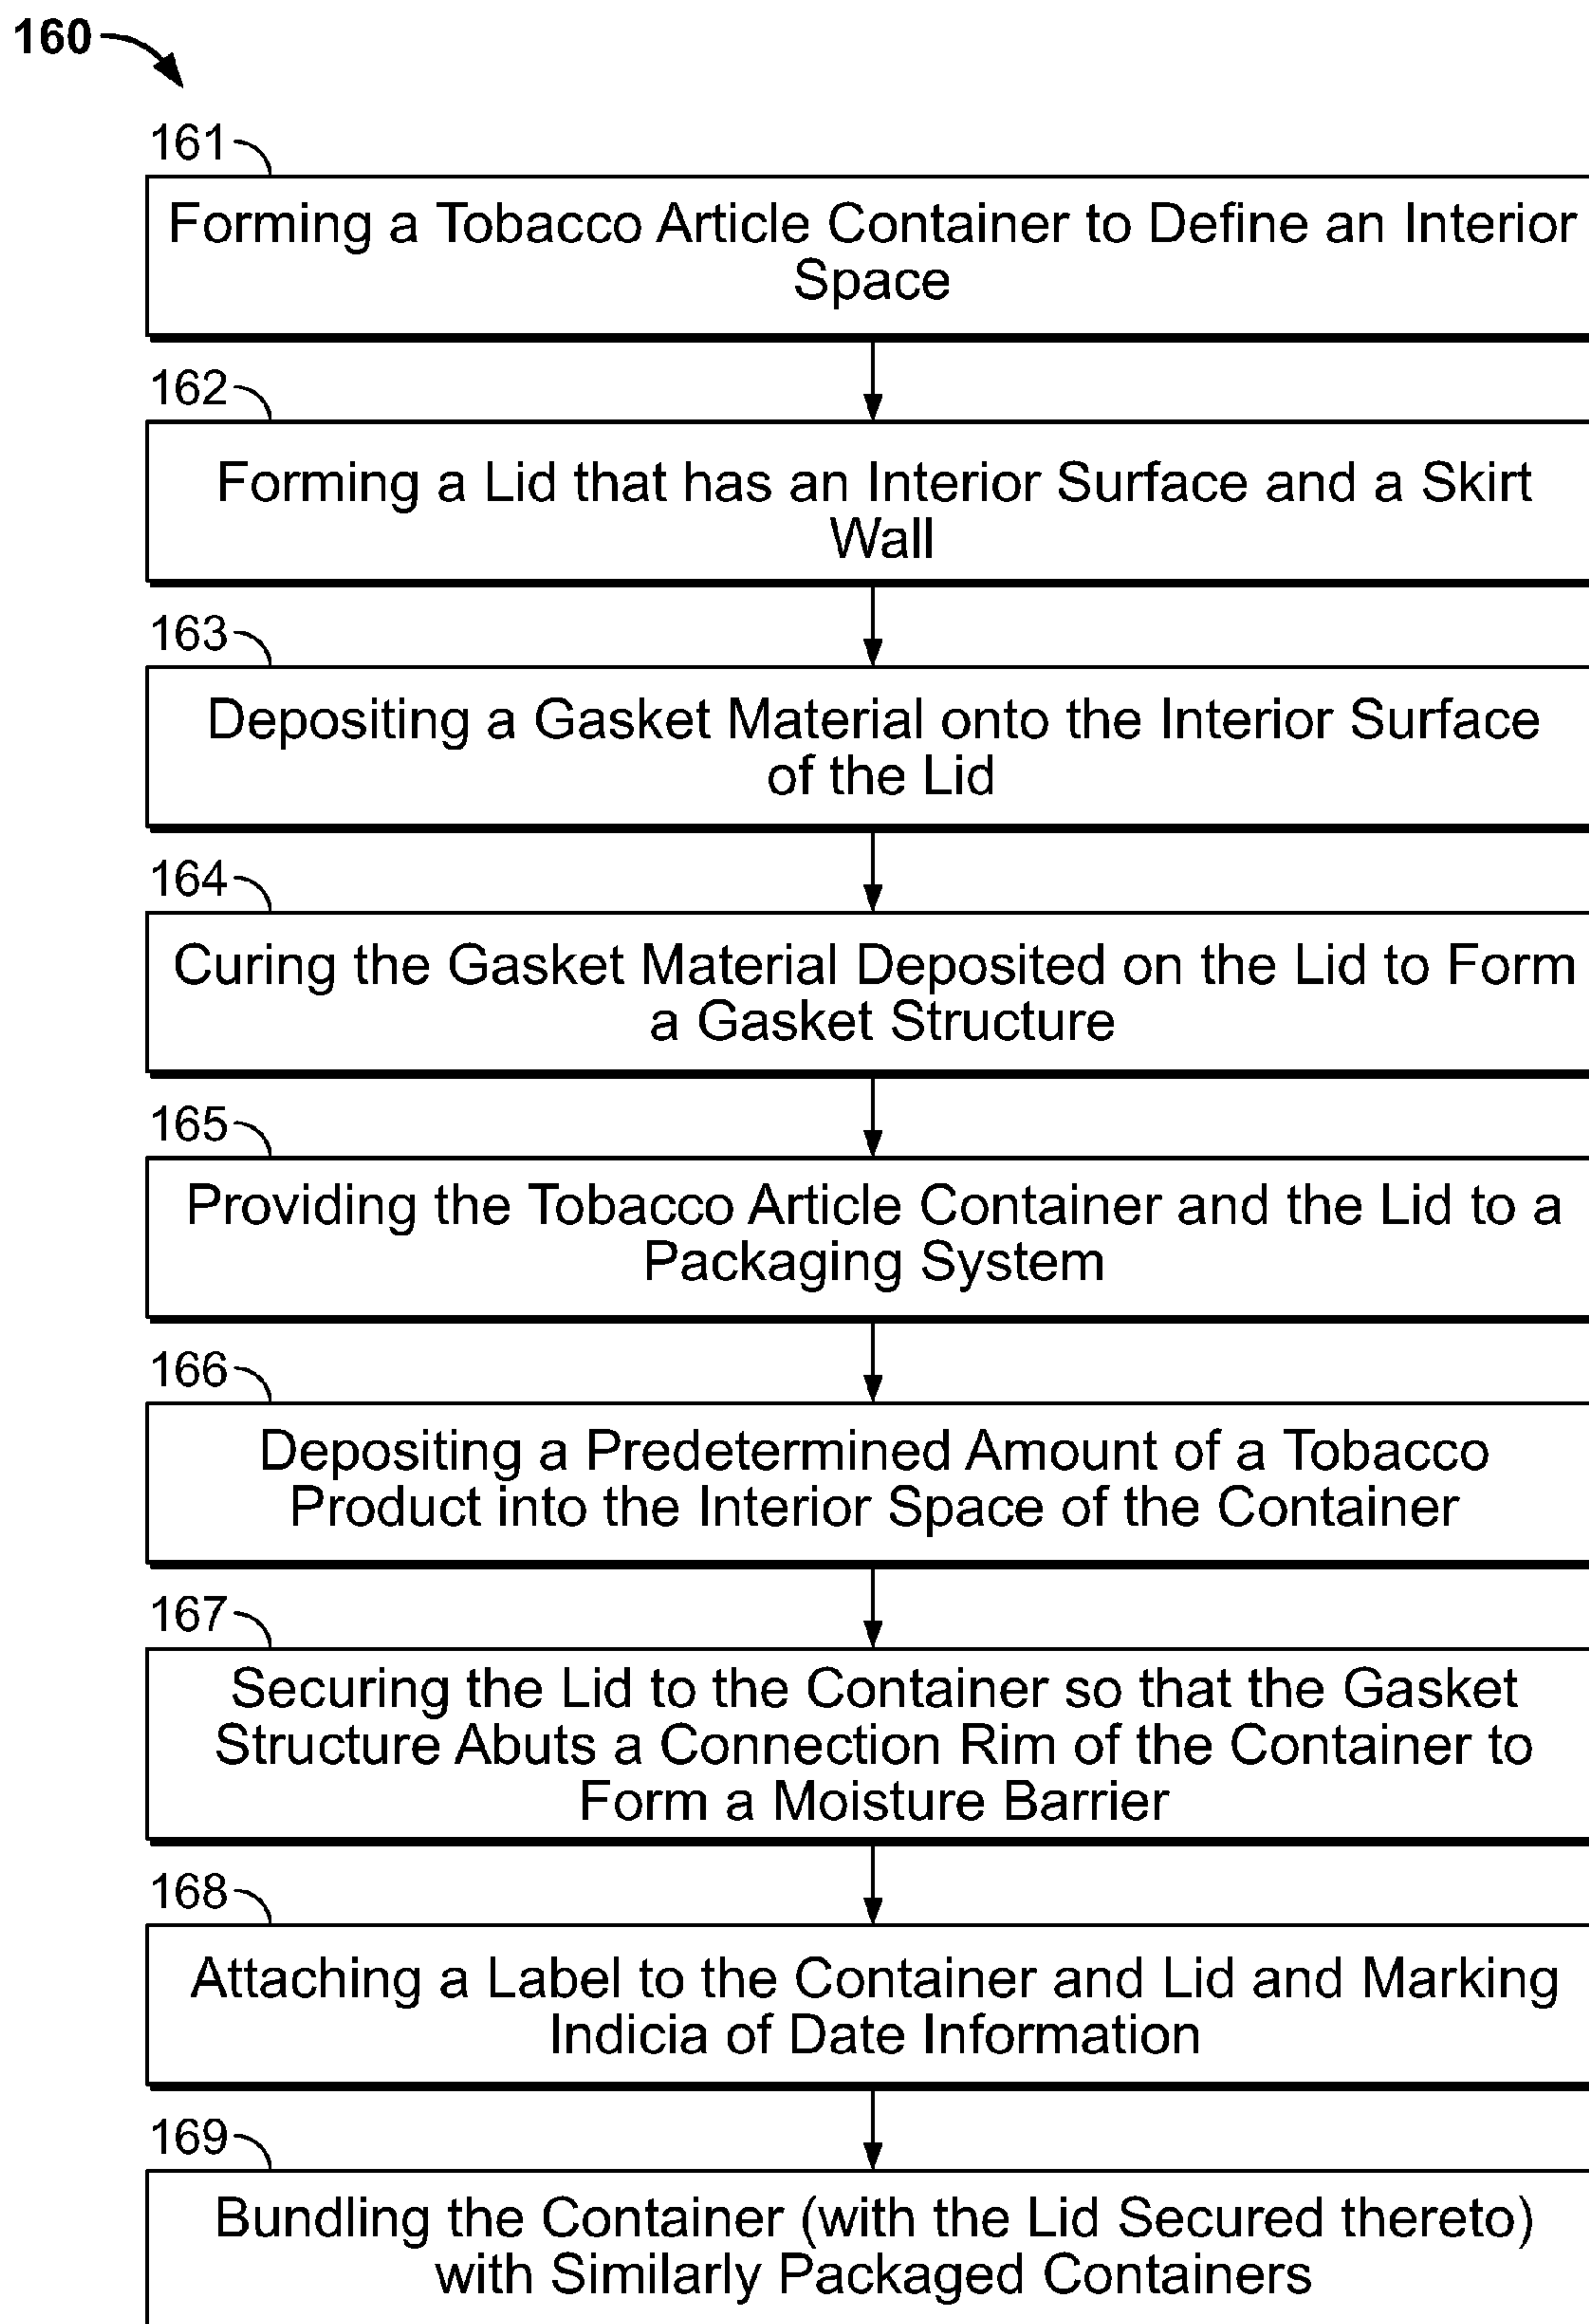 160
161
Forming a Tobacco Article Container to Define an Interior
Space
162
Forming a Lid that has an Interior Surface and a Skirt
Wall
163
Depositing a Gasket Material onto the Interior Surface
of the Lid
164
Curing the Gasket Material Deposited on the Lid to Form
a Gasket Structure
165
Providing the Tobacco Article Container and the Lid to a
Packaging System
166
Depositing a Predetermined Amount of a Tobacco
Product into the Interior Space of the Container
167
Securing the Lid to the Container so that the Gasket
Structure Abuts a Connection Rim of the Container to
Form a Moisture Barrier
168
Attaching a Label to the Container and Lid and Marking
Indicia of Date Information
169
Bundling the Container (with the Lid Secured thereto)
with Similarly Packaged Containers